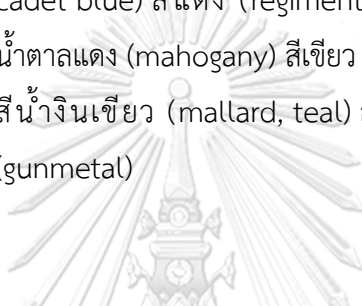 cadet blue) สีแดง (regiment
น้ำตาลแดง (mahogany) สีเขียว
สีน้ำเงินเขียว (mallard, teal)
(gunmetal)